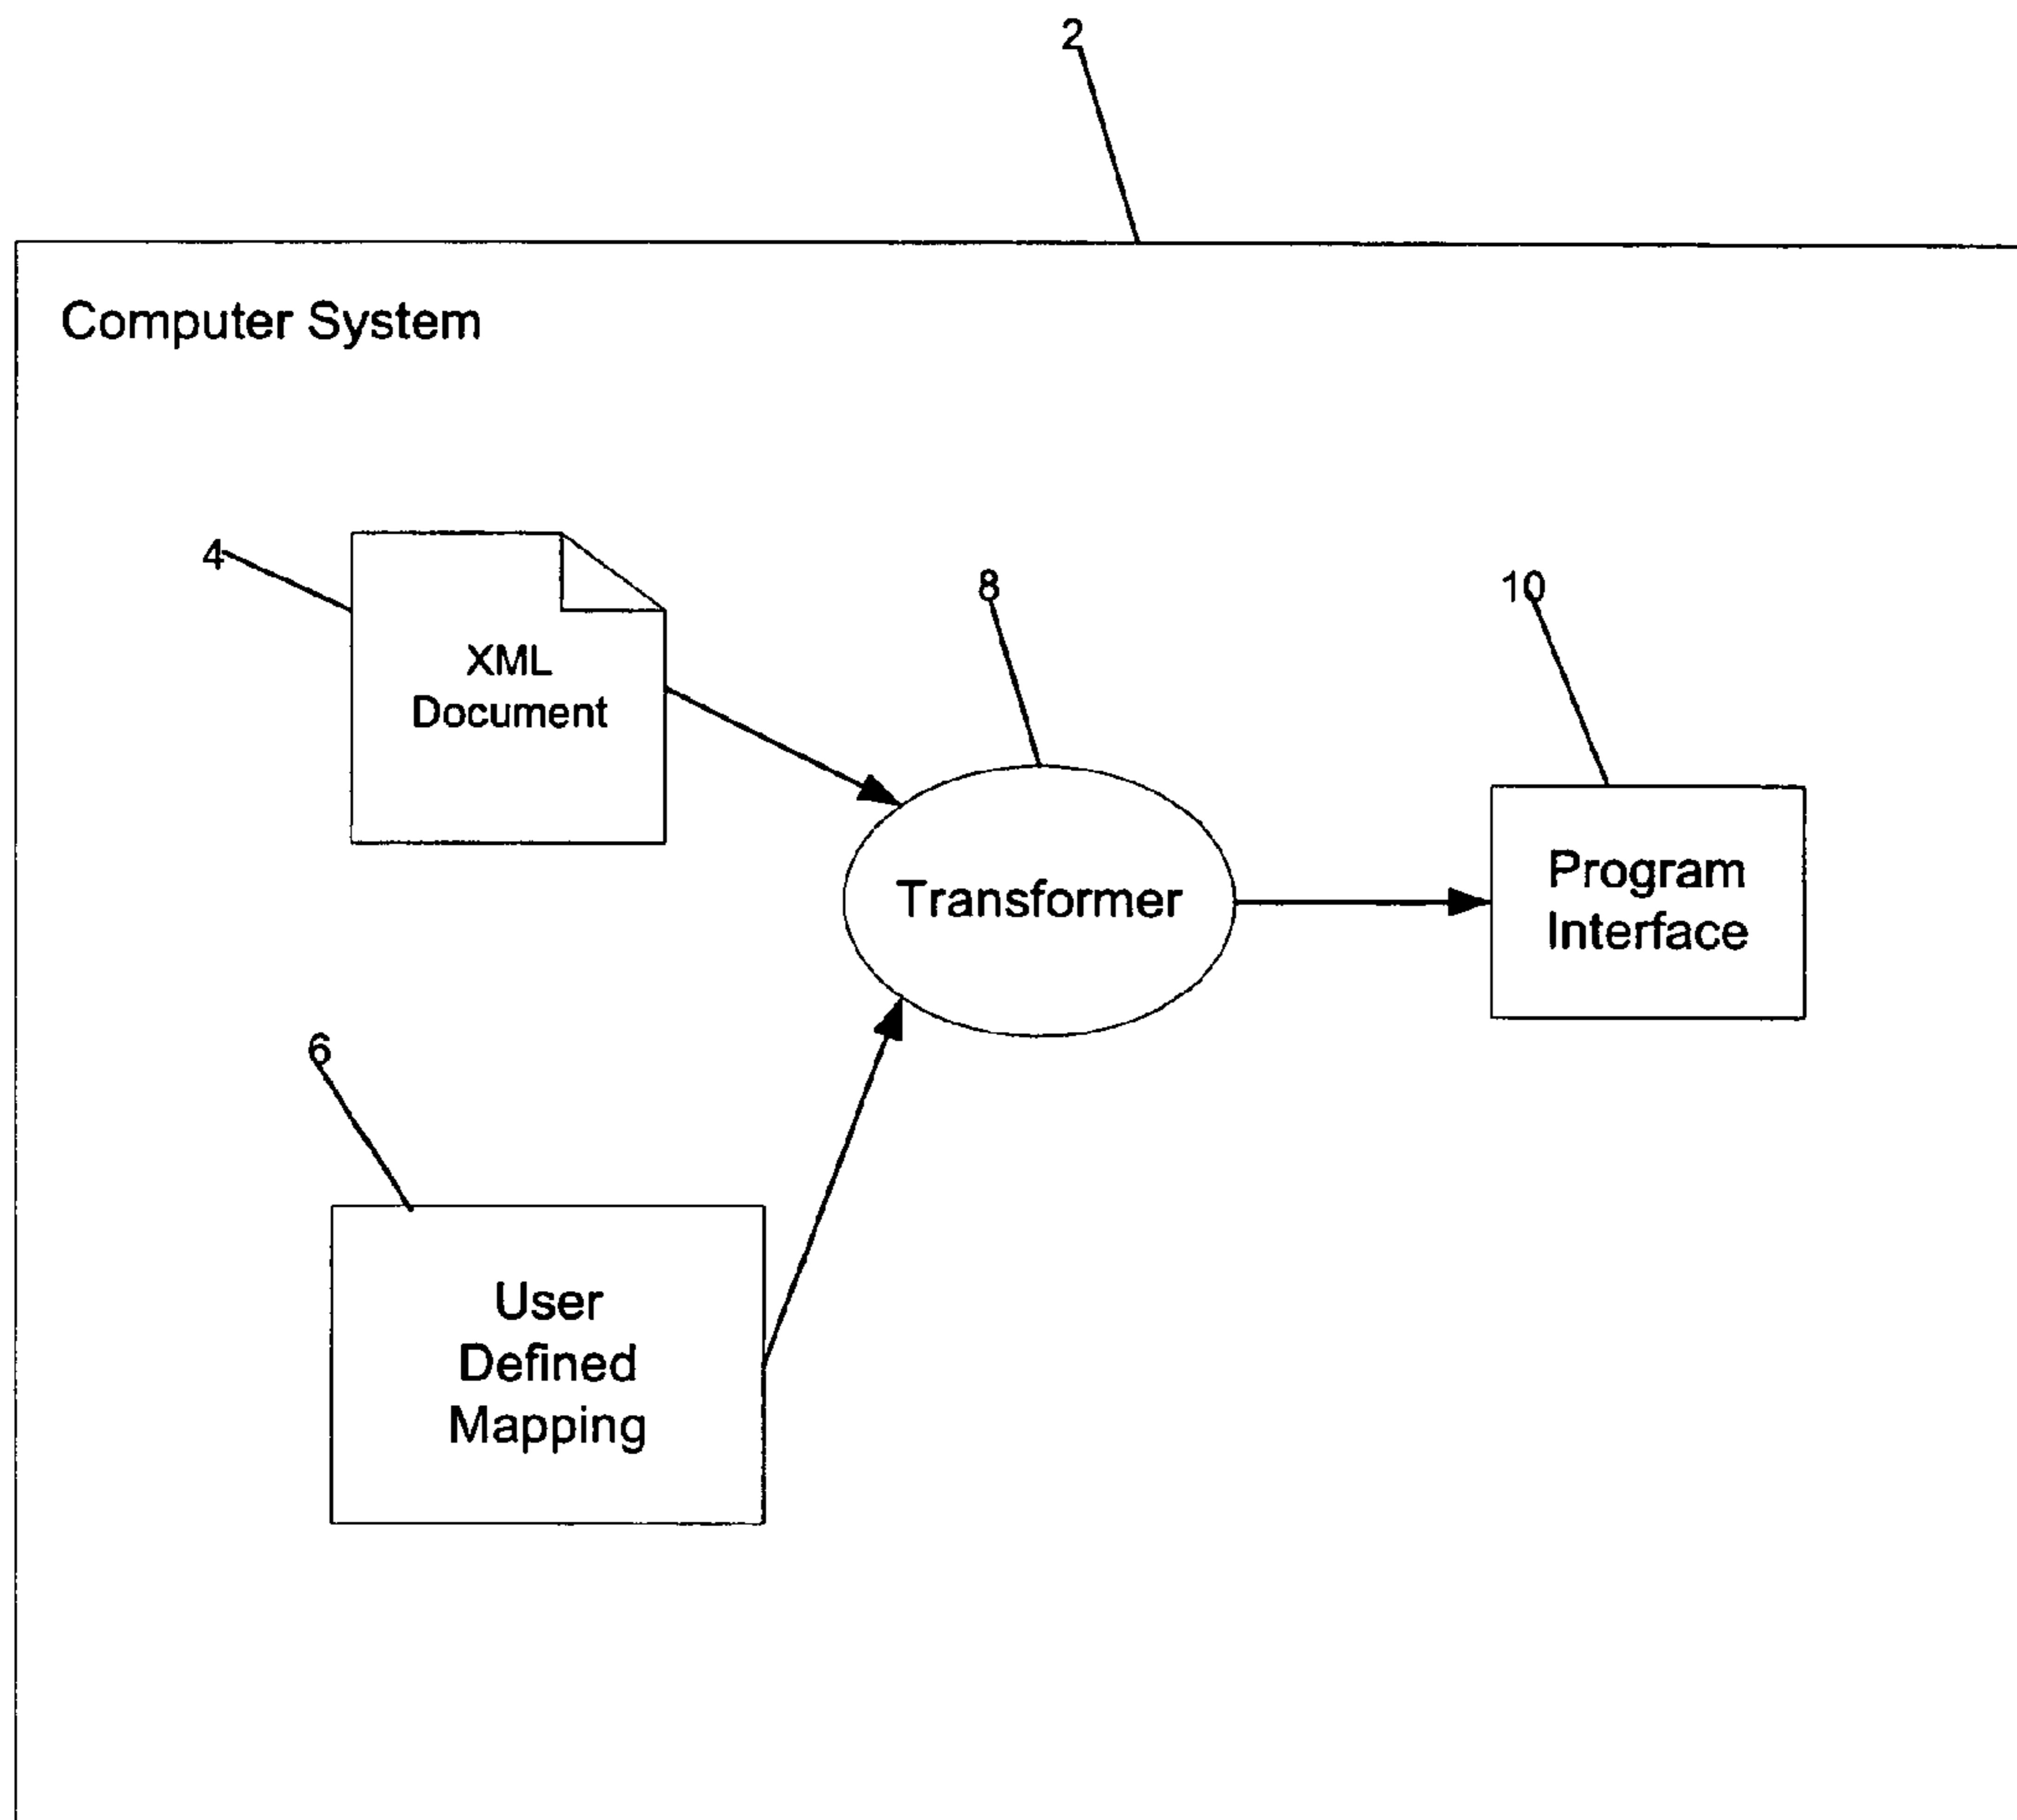 2
Computer System
4
XML
Document
8
10
Transformer
Program
Interface
6
User
Defined
Mapping